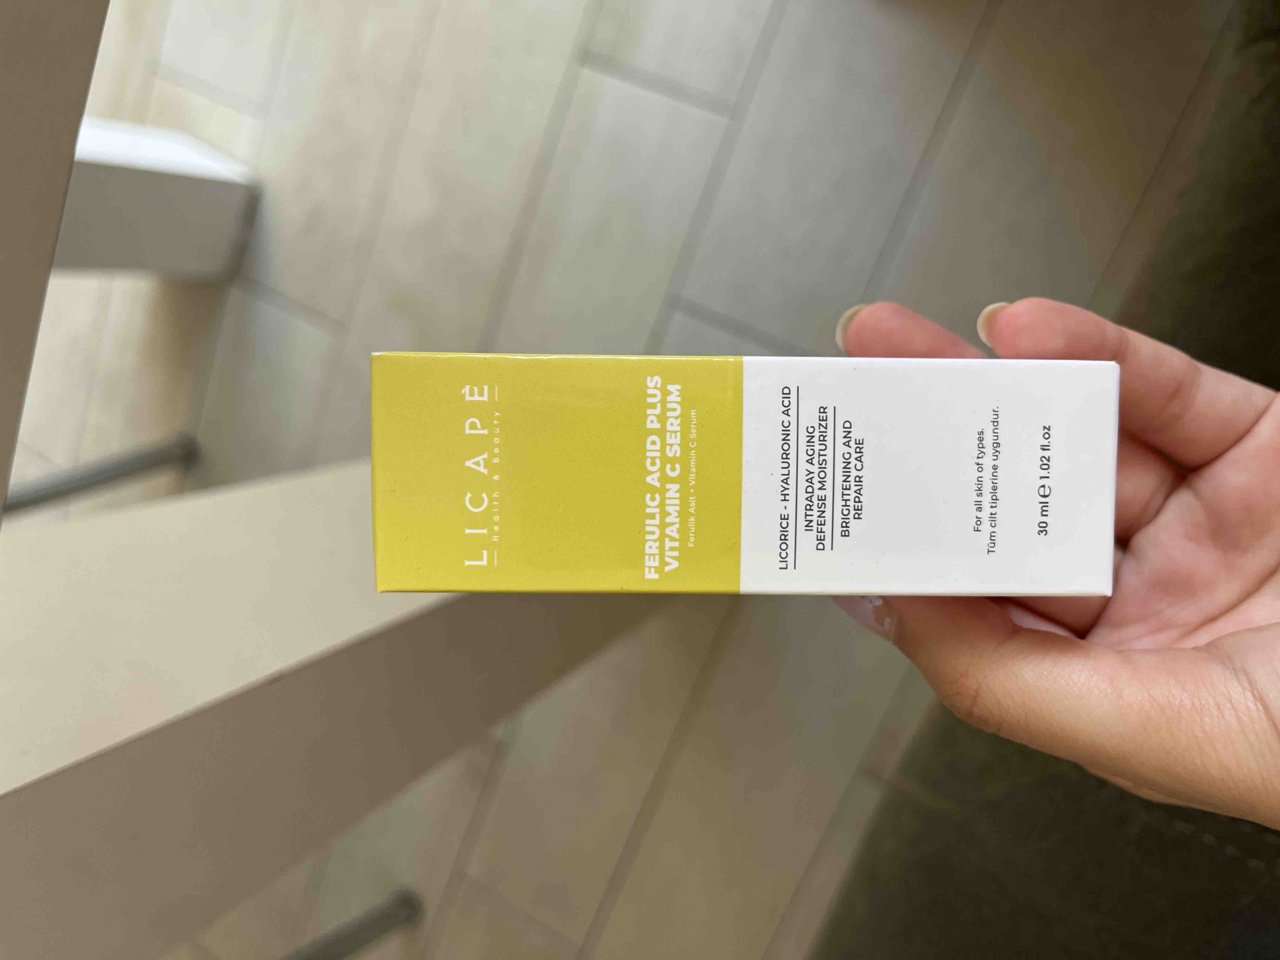 LICAPÈ
Health & Beauty
FERULIC ACID PLUS
VITAMIN C SERUM
Ferulik Asit + Vitamin C Serum
LICORICE - HYALURONIC ACID
INTRADAY AGING
DEFENSE MOISTURIZER
BRIGHTENING AND
REPAIR CARE
For all skin of types.
Tüm cilt tiplerine uygundur.
30 ml ℮ 1.02 fl.oz